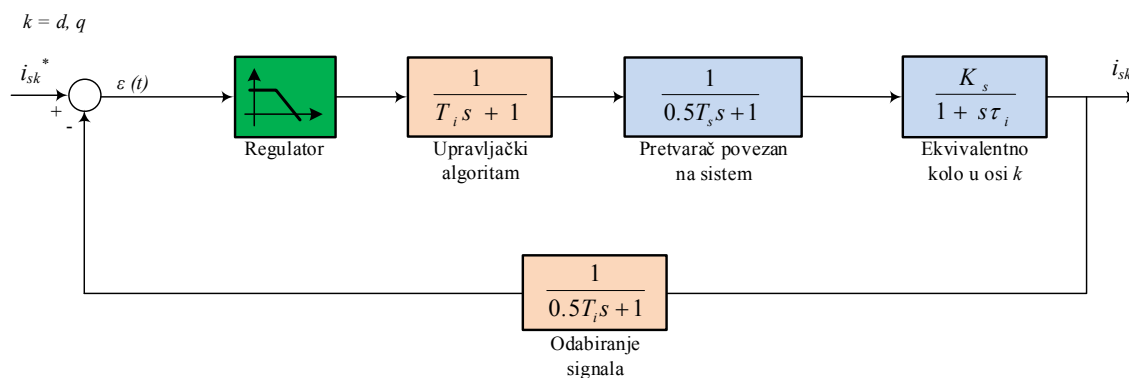 k = d, q
i_sk*
+
-
ε (t)
Regulator
1
T_i s + 1
Upravljački
algoritam
1
0.5T_s s+1
Pretvarač povezan
na sistem
K_s
1 + sτ_i
Ekvivalentno
kolo u osi k
i_sk
1
0.5T_i s+1
Odabiranje
signala